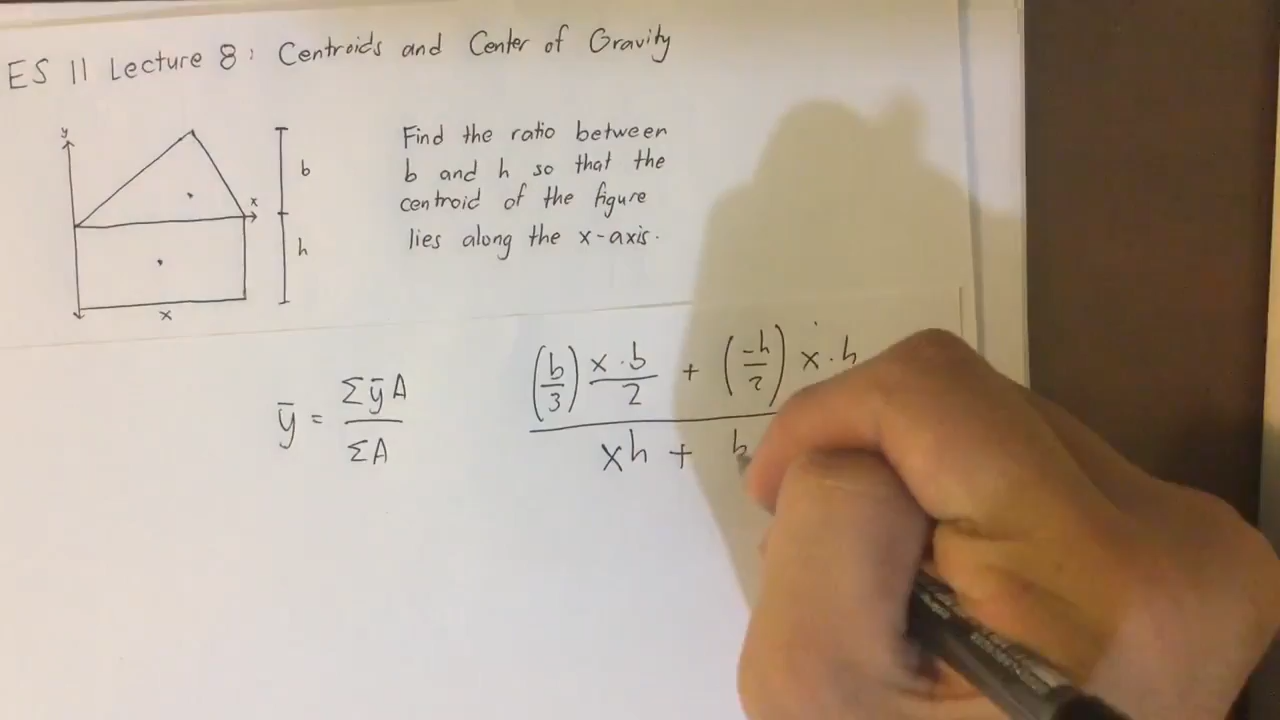 ES 11 Lecture 8: Centroids and Center of Gravity
y
x
b
h
x
Find the ratio between
b and h so that the
centroid of the figure
lies along the x-axis.
ȳ = ΣȳA / ΣA
(b/3) x·b/2 + (-h/2) x·h
xh + b